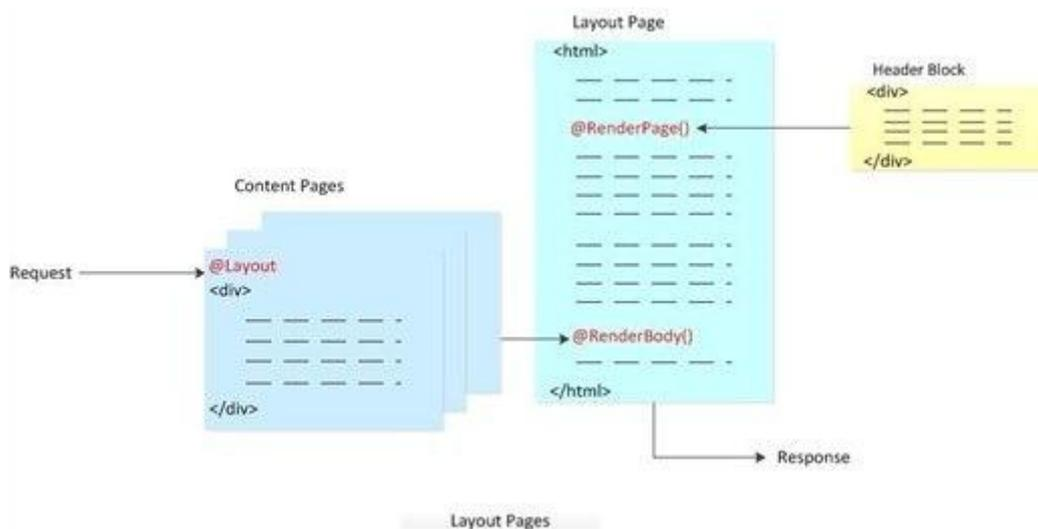 Layout Page
<html>
Header Block
<div>
@RenderPage()
</div>
Content Pages
Request
@Layout
<div>
@RenderBody()
</div>
</html>
Response
Layout Pages